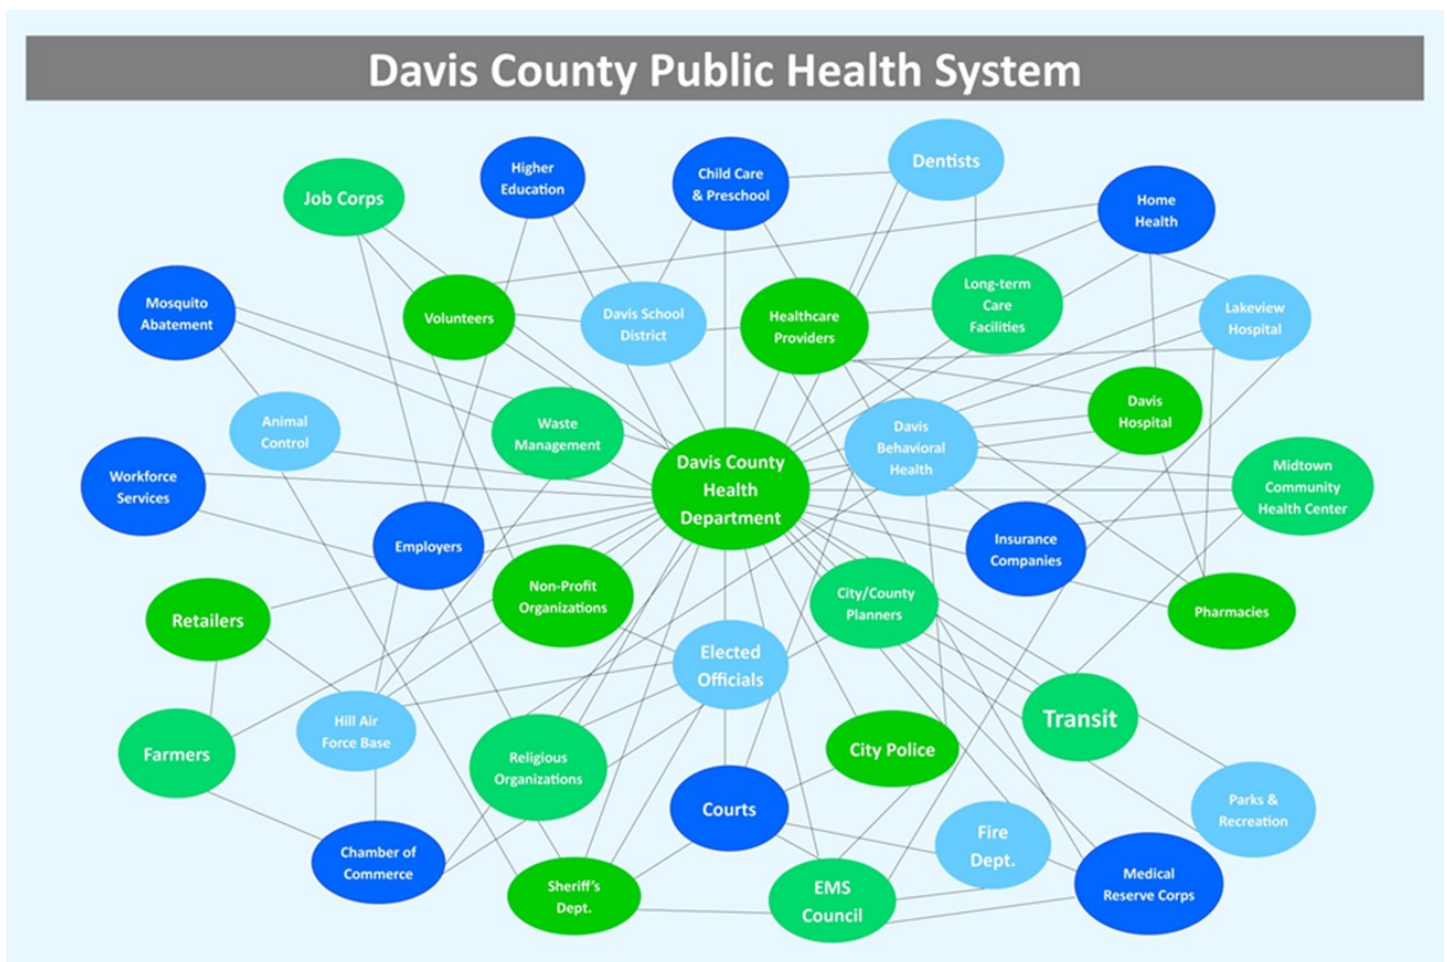 Davis County Public Health System
Job Corps
Higher
Education
Child Care
& Preschool
Dentists
Home
Health
Mosquito
Abatement
Volunteers
Davis School
District
Healthcare
Providers
Long-term
Care
Facilities
Lakeview
Hospital
Animal
Control
Waste
Management
Davis County
Health
Department
Davis
Behavioral
Health
Davis
Hospital
Workforce
Services
Employers
Insurance
Companies
Midtown
Community
Health Center
Retailers
Non-Profit
Organizations
City/County
Planners
Pharmacies
Elected
Officials
Farmers
Hill Air
Force Base
Religious
Organizations
City Police
Transit
Courts
Parks &
Recreation
Chamber of
Commerce
Sheriff's
Dept.
EMS
Council
Fire
Dept.
Medical
Reserve Corps